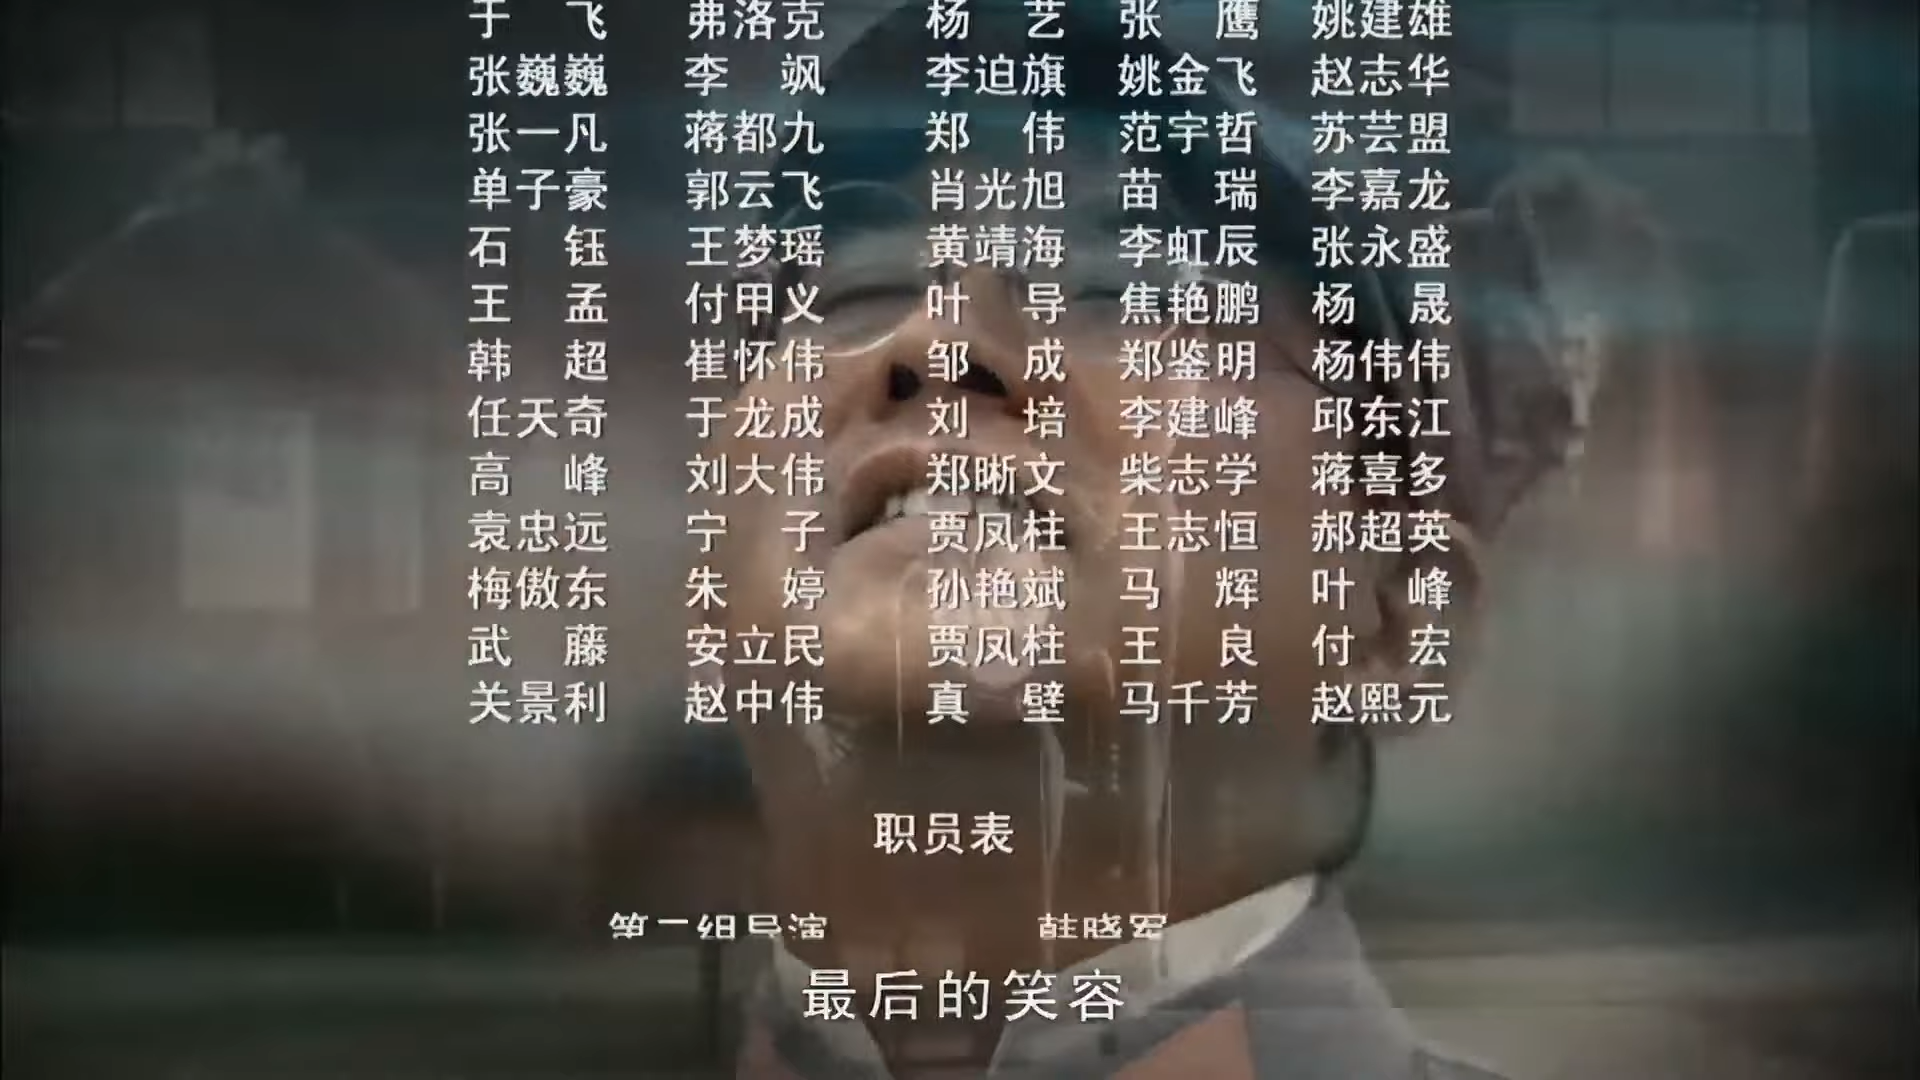 于飞 弗洛克 杨艺 张鹰 姚建雄
张巍巍 李飒 李迫旗 姚金飞 赵志华
张一凡 蒋都九 郑伟 范宇哲 苏芸盟
单子豪 郭云飞 肖光旭 苗瑞 李嘉龙
石钰 王梦瑶 黄靖海 李虹辰 张永盛
王孟 付甲义 叶导 焦艳鹏 杨晟
韩超 崔怀伟 邹成 郑鉴明 杨伟伟
任天奇 于龙成 刘培 李建峰 邱东江
高峰 刘大伟 郑晰文 柴志学 蒋喜多
袁忠远 宁子 贾凤柱 王志恒 郝超英
梅傲东 朱婷 孙艳斌 马辉 叶峰
武藤 安立民 贾凤柱 王良 付宏
关景利 赵中伟 真壁 马千芳 赵熙元
职员表
第二组导演 韩晓军
最后的笑容